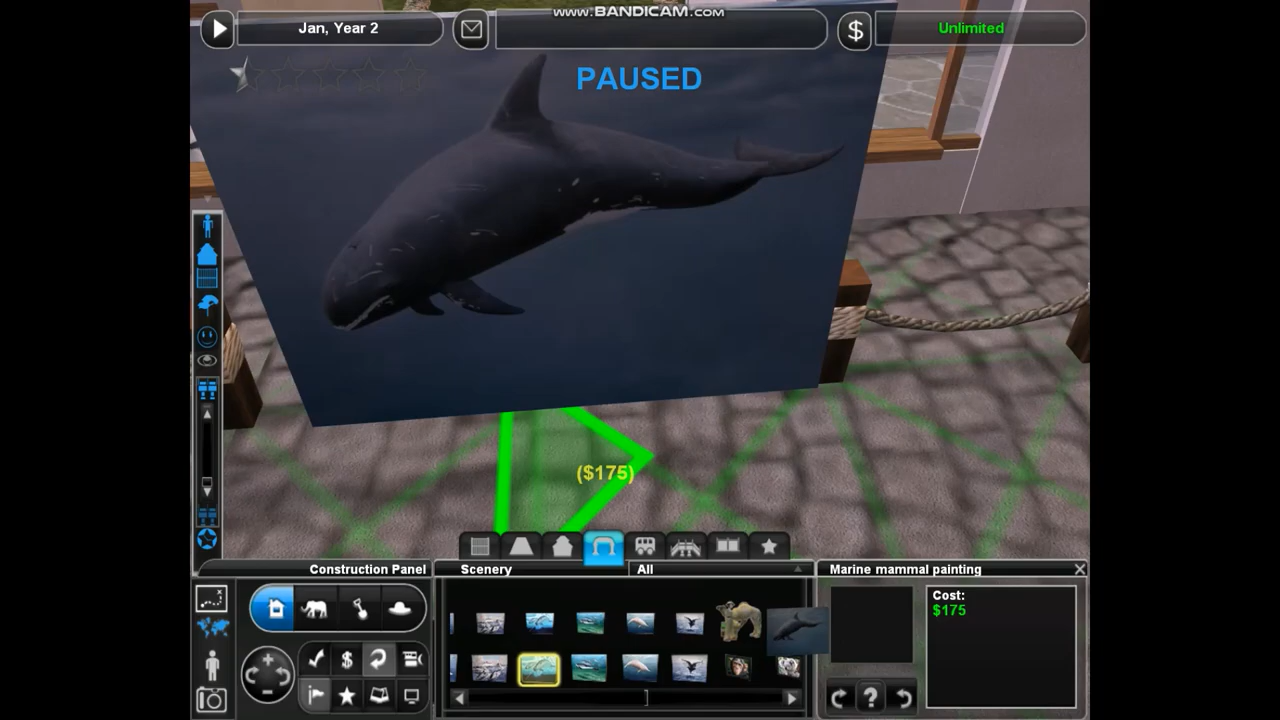 www.BANDICAM.com
Jan, Year 2
$
Unlimited
PAUSED
($175)
Construction Panel
Scenery
All
Marine mammal painting
Cost:
$175
$
?